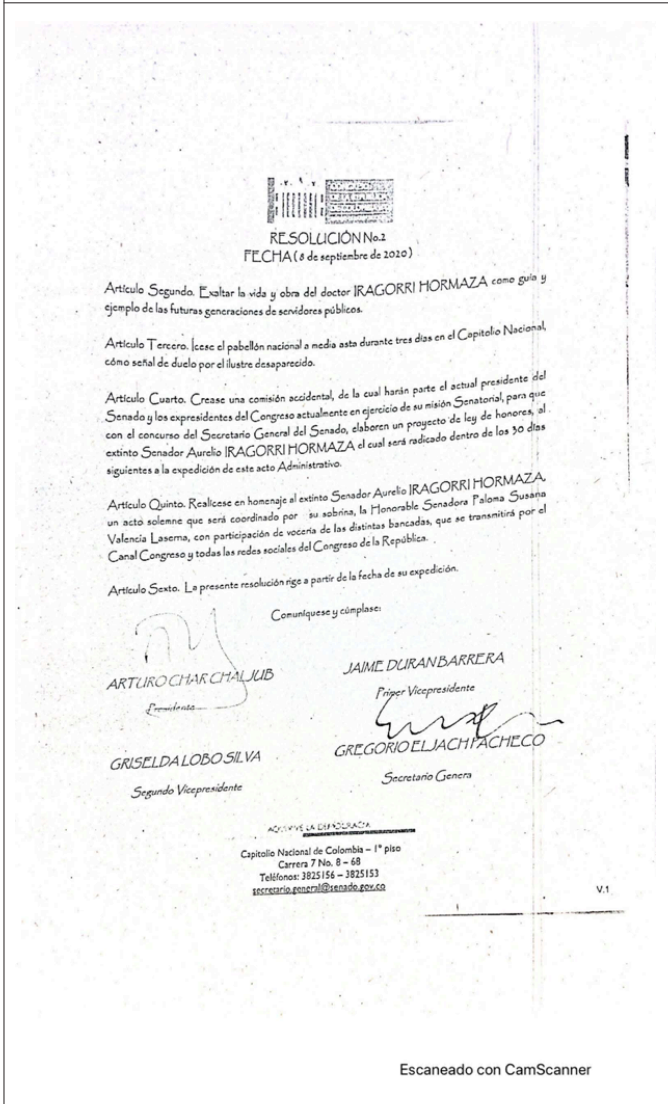 RESOLUCIÓN No.2
FECHA (8 de septiembre de 2020)
Artículo Segundo. Exaltar la vida y obra del doctor IRAGORRI HORMAZA como guía y
ejemplo de las futuras generaciones de servidores públicos.
Artículo Tercero. Ícese el pabellón nacional a media asta durante tres días en el Capitolio Nacional,
cómo señal de duelo por el ilustre desaparecido.
Artículo Cuarto. Crease una comisión accidental, de la cual harán parte el actual presidente del
Senado y los expresidentes del Congreso actualmente en ejercicio de su misión Senatorial, para que
con el concurso del Secretario General del Senado, elaboren un proyecto de ley de honores, al
extinto Senador Aurelio IRAGORRI HORMAZA el cual será radicado dentro de los 30 días
siguientes a la expedición de este acto Administrativo.
Artículo Quinto. Realícese en homenaje al extinto Senador Aurelio IRAGORRI HORMAZA,
un acto solemne que será coordinado por su sobrina, la Honorable Senadora Paloma Susana
Valencia Laserna, con participación de vocería de las distintas bancadas, que se transmitirá por el
Canal Congreso y todas las redes sociales del Congreso de la República.
Artículo Sexto. La presente resolución rige a partir de la fecha de su expedición.
Comuníquese y cúmplase:
ARTURO CHAR CHALJUB
Presidente
JAIME DURAN BARRERA
Primer Vicepresidente
GRISELDA LOBO SILVA
Segundo Vicepresidente
GREGORIO ELJACH PACHECO
Secretario Genera
AQUÍ VIVE LA DEMOCRACIA
Capitolio Nacional de Colombia – 1° piso
Carrera 7 No. 8 – 68
Teléfonos: 3825156 – 3825153
secretario.general@senado.gov.co
V.1
Escaneado con CamScanner